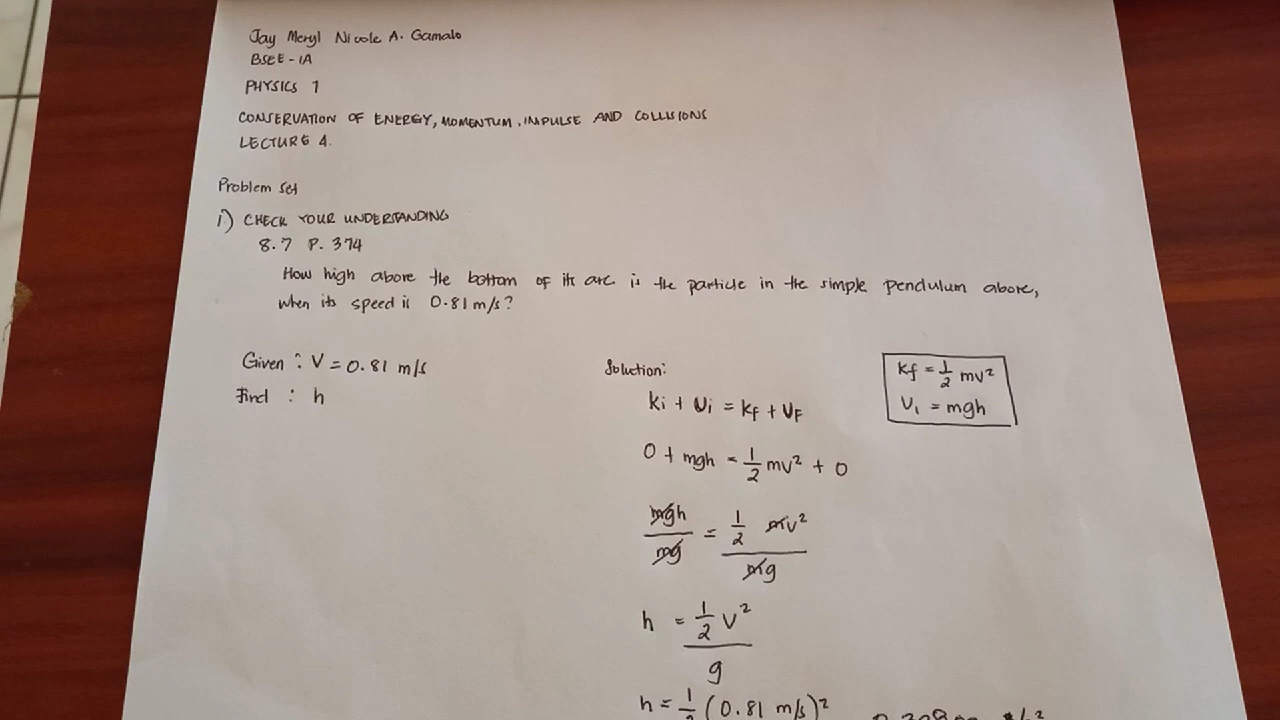 Jay Meryl Nicole A. Gamalo
BSEE - 1A
PHYSICS 1
CONSERVATION OF ENERGY, MOMENTUM, IMPULSE AND COLLISIONS
LECTURE 4.
Problem set
1) CHECK YOUR UNDERSTANDING
8.7 P. 374
How high above the bottom of its arc is the particle in the simple pendulum above,
when its speed is 0.81 m/s?
Given : V = 0.81 m/s
Find : h
Solution:
Ki + Ui = Kf + UF
0 + mgh = 1/2 mv² + 0
mgh/mg = 1/2 mv²/mg
h = 1/2 v²/g
h = 1/2 (0.81 m/s)²
Kf = 1/2 mv²
U1 = mgh